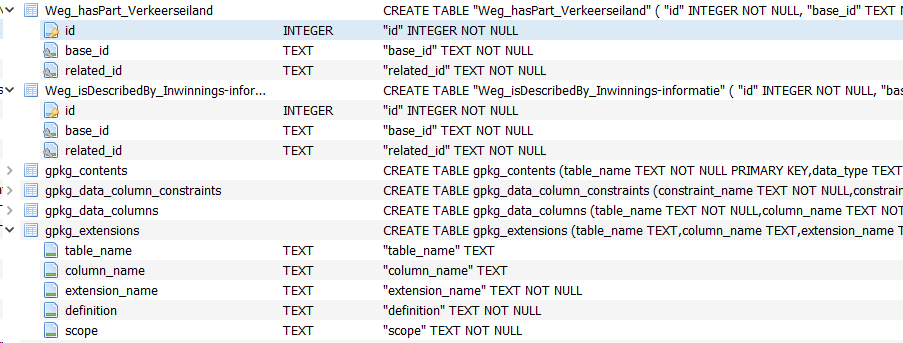 Weg_hasPart_Verkeerseiland CREATE TABLE "Weg_hasPart_Verkeerseiland" ( "id" INTEGER NOT NULL, "base_id" TEXT N
id INTEGER "id" INTEGER NOT NULL
base_id TEXT "base_id" TEXT NOT NULL
related_id TEXT "related_id" TEXT NOT NULL
Weg_isDescribedBy_Inwinnings-infor... CREATE TABLE "Weg_isDescribedBy_Inwinnings-informatie" ( "id" INTEGER NOT NULL, "bas
id INTEGER "id" INTEGER NOT NULL
base_id TEXT "base_id" TEXT NOT NULL
related_id TEXT "related_id" TEXT NOT NULL
gpkg_contents CREATE TABLE gpkg_contents (table_name TEXT NOT NULL PRIMARY KEY,data_type TEXT
gpkg_data_column_constraints CREATE TABLE gpkg_data_column_constraints (constraint_name TEXT NOT NULL,constrain
gpkg_data_columns CREATE TABLE gpkg_data_columns (table_name TEXT NOT NULL,column_name TEXT NOT
gpkg_extensions CREATE TABLE gpkg_extensions (table_name TEXT,column_name TEXT,extension_name T
table_name TEXT "table_name" TEXT
column_name TEXT "column_name" TEXT
extension_name TEXT "extension_name" TEXT NOT NULL
definition TEXT "definition" TEXT NOT NULL
scope TEXT "scope" TEXT NOT NULL